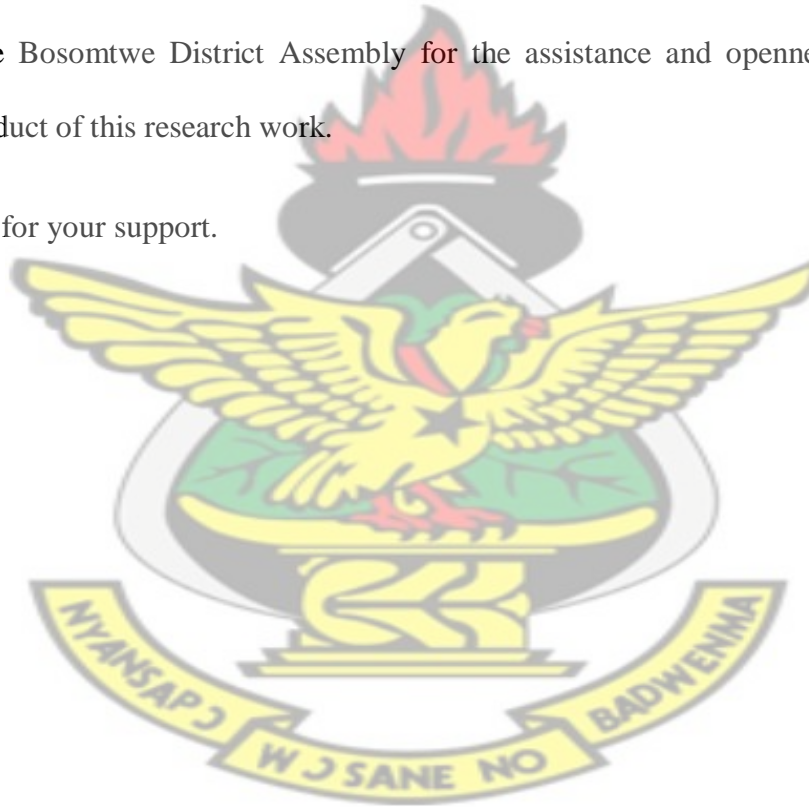 Bosomtwe District Assembly for the assistance and openne
duct of this research work.
for your support.
NYANSAPƆ
WƆSANE NO
BADWENMA